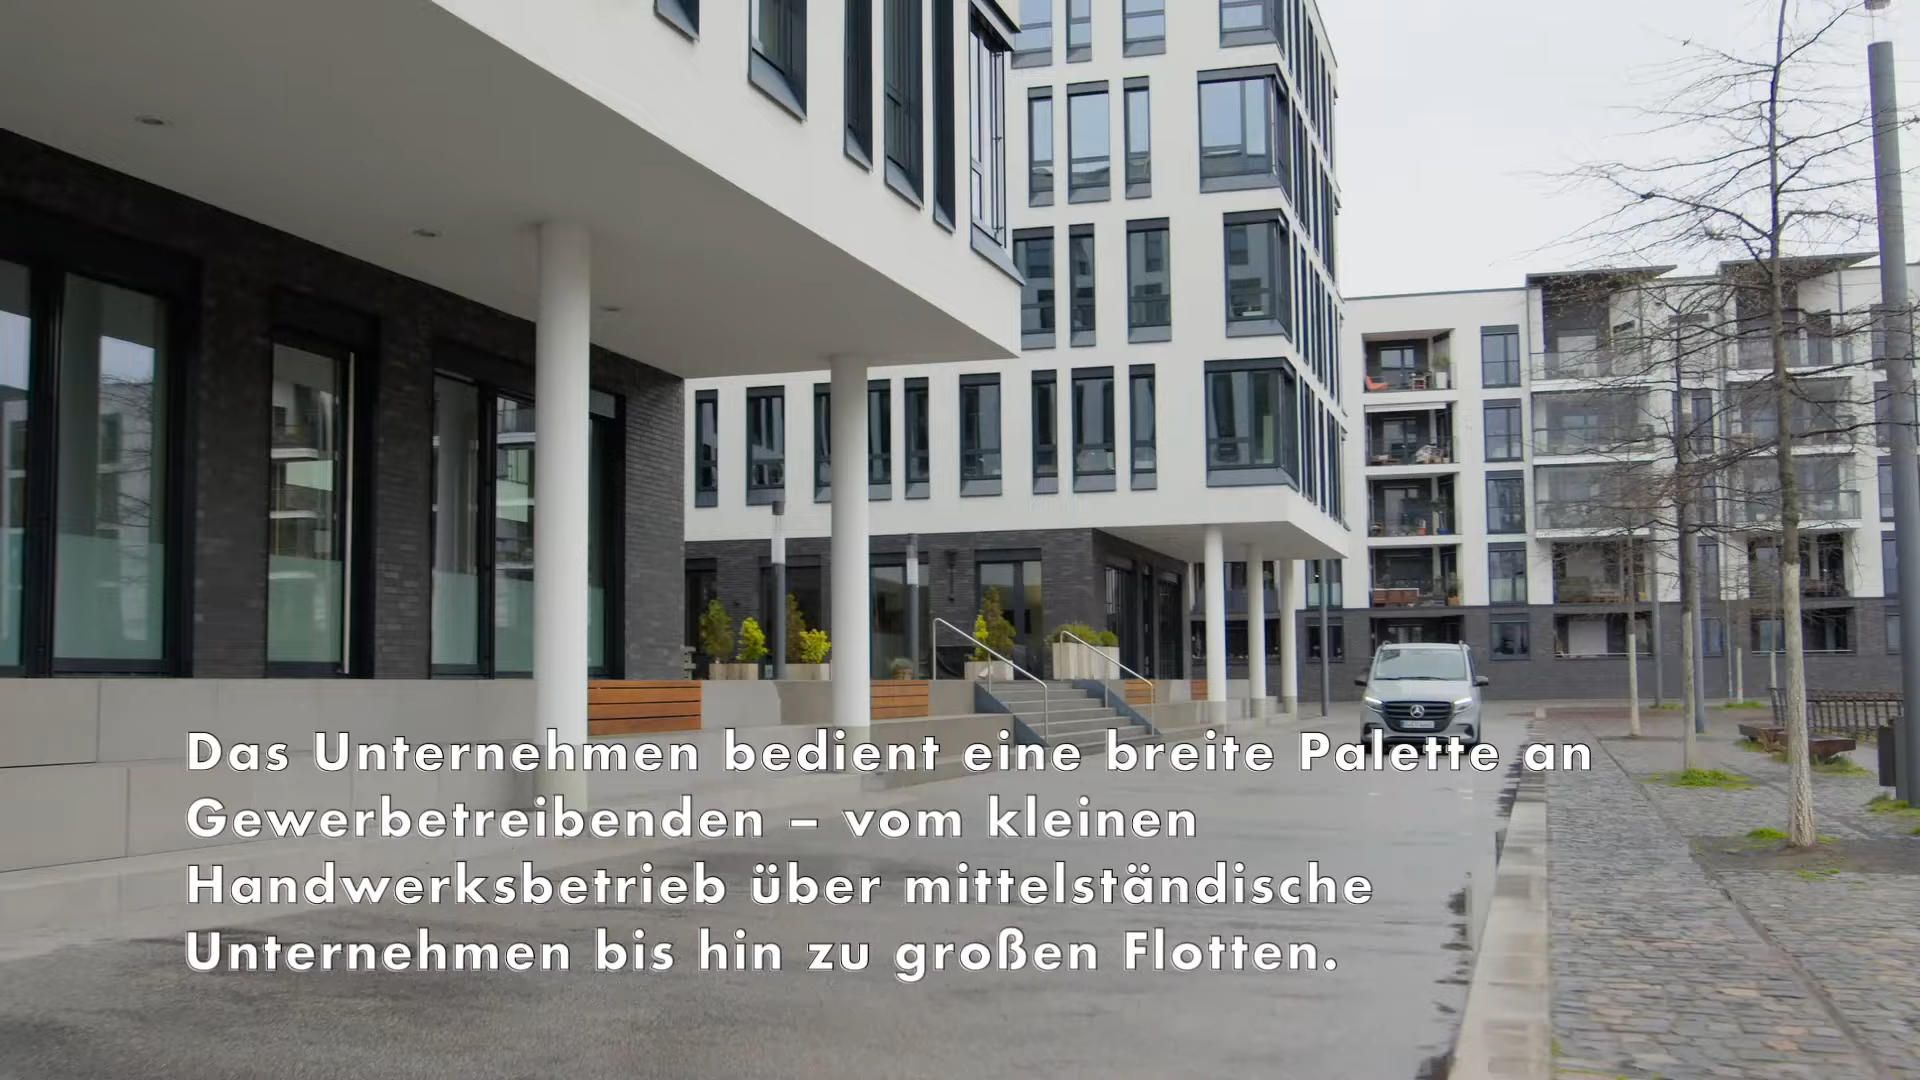 Das Unternehmen bedient eine breite Palette an
Gewerbetreibenden – vom kleinen
Handwerksbetrieb über mittelständische
Unternehmen bis hin zu großen Flotten.